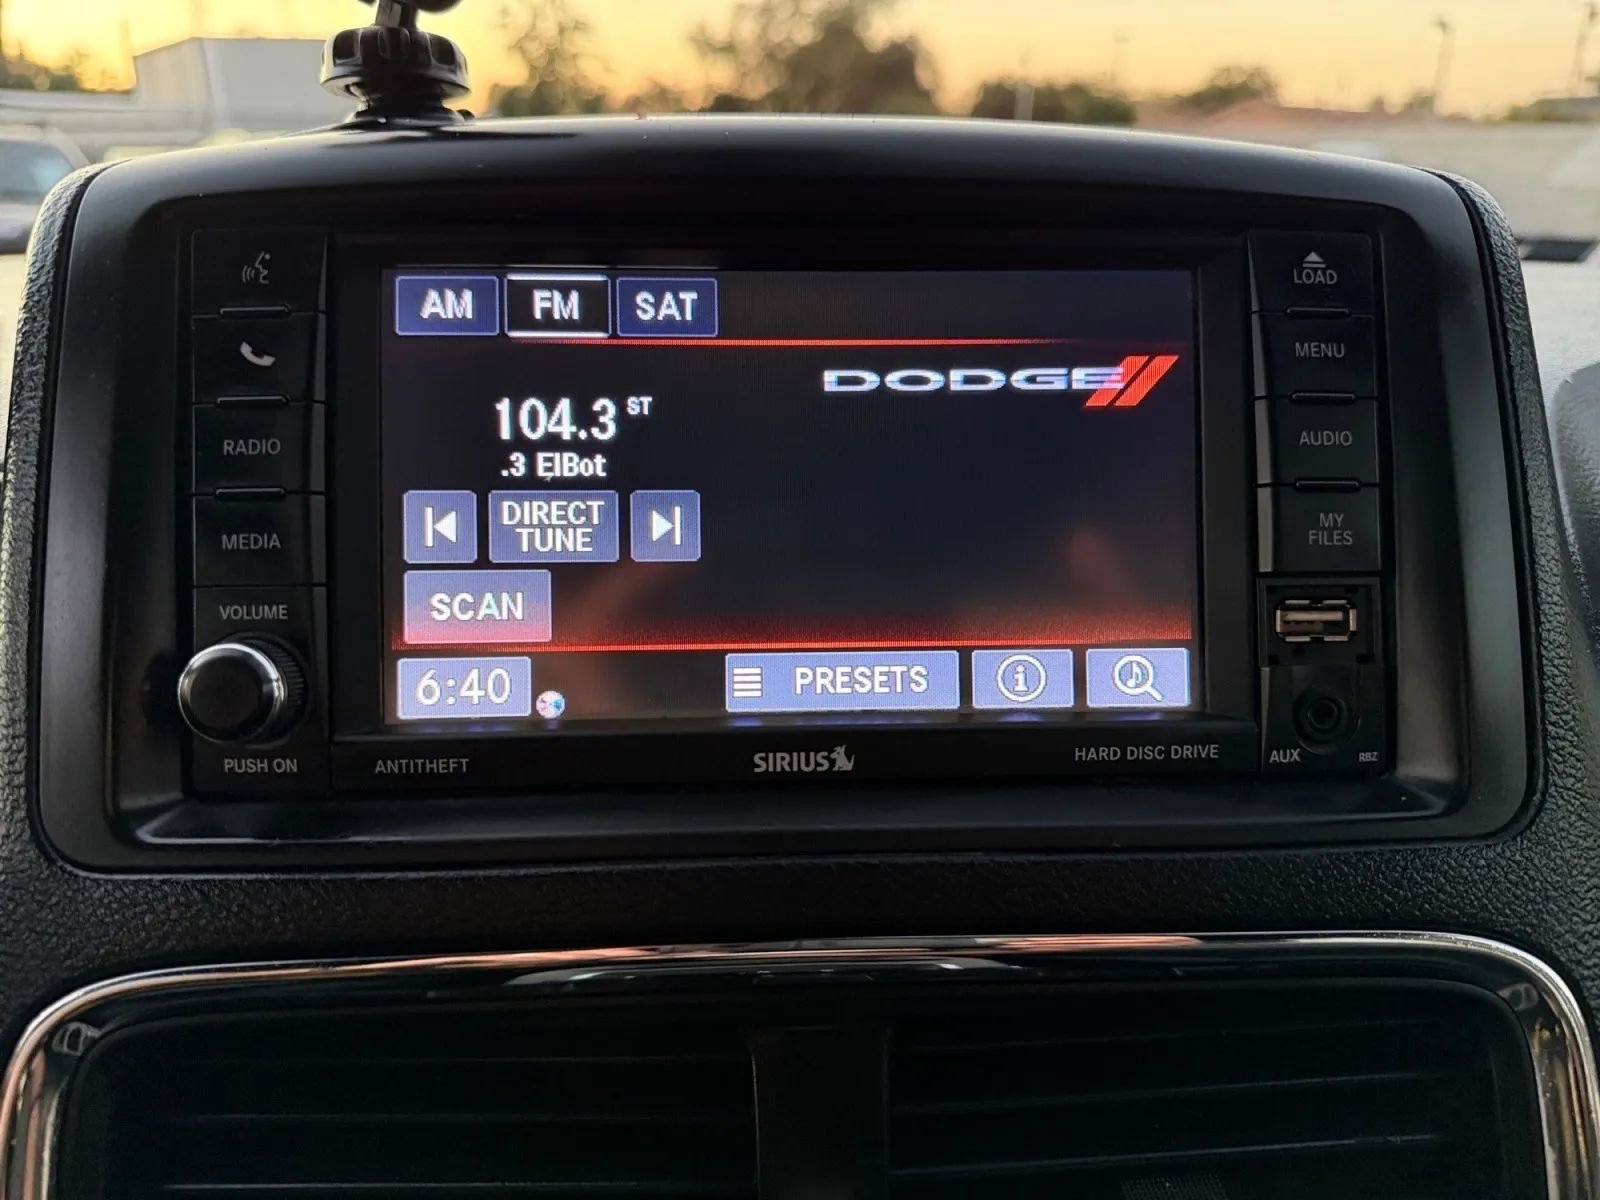 AM FM SAT
DODGE
104.3 ST
.3 ElBot
DIRECT
TUNE
SCAN
6:40
PRESETS
RADIO
MEDIA
VOLUME
PUSH ON
LOAD
MENU
AUDIO
MY
FILES
AUX
RBZ
ANTITHEFT
SIRIUS
HARD DISC DRIVE